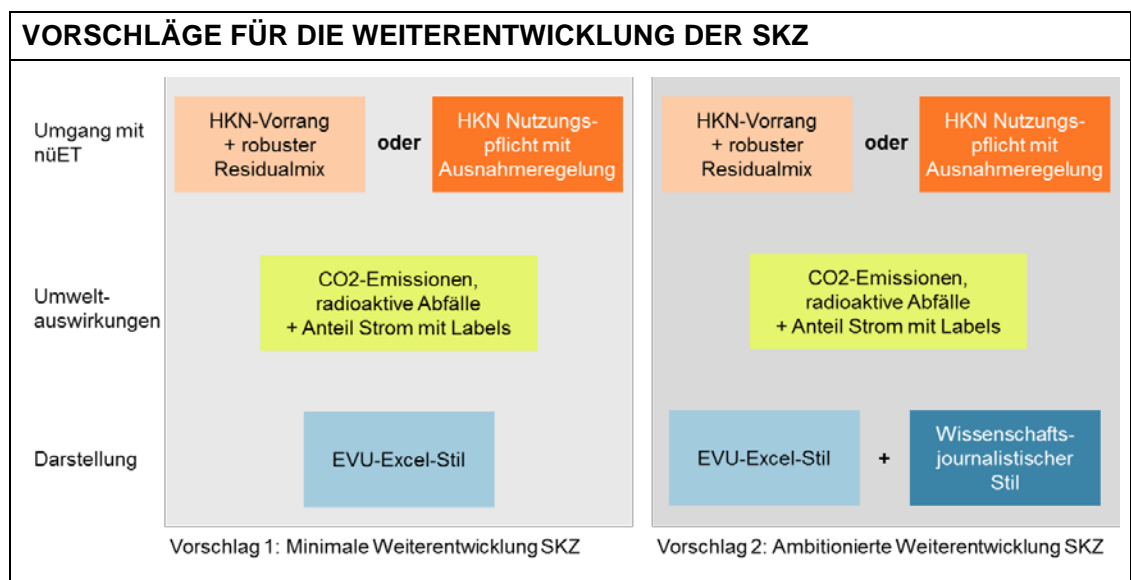 VORSCHLÄGE FÜR DIE WEITERENTWICKLUNG DER SKZ
Umgang mit
nüET
HKN-Vorrang
+ robuster
Residualmix
oder
HKN Nutzungs-
pflicht mit
Ausnahmeregelung
HKN-Vorrang
+ robuster
Residualmix
oder
HKN Nutzungs-
pflicht mit
Ausnahmeregelung
Umwelt-
auswirkungen
CO2-Emissionen,
radioaktive Abfälle
+ Anteil Strom mit Labels
CO2-Emissionen,
radioaktive Abfälle
+ Anteil Strom mit Labels
Darstellung
EVU-Excel-Stil
EVU-Excel-Stil
+
Wissenschafts-
journalistischer
Stil
Vorschlag 1: Minimale Weiterentwicklung SKZ
Vorschlag 2: Ambitionierte Weiterentwicklung SKZ